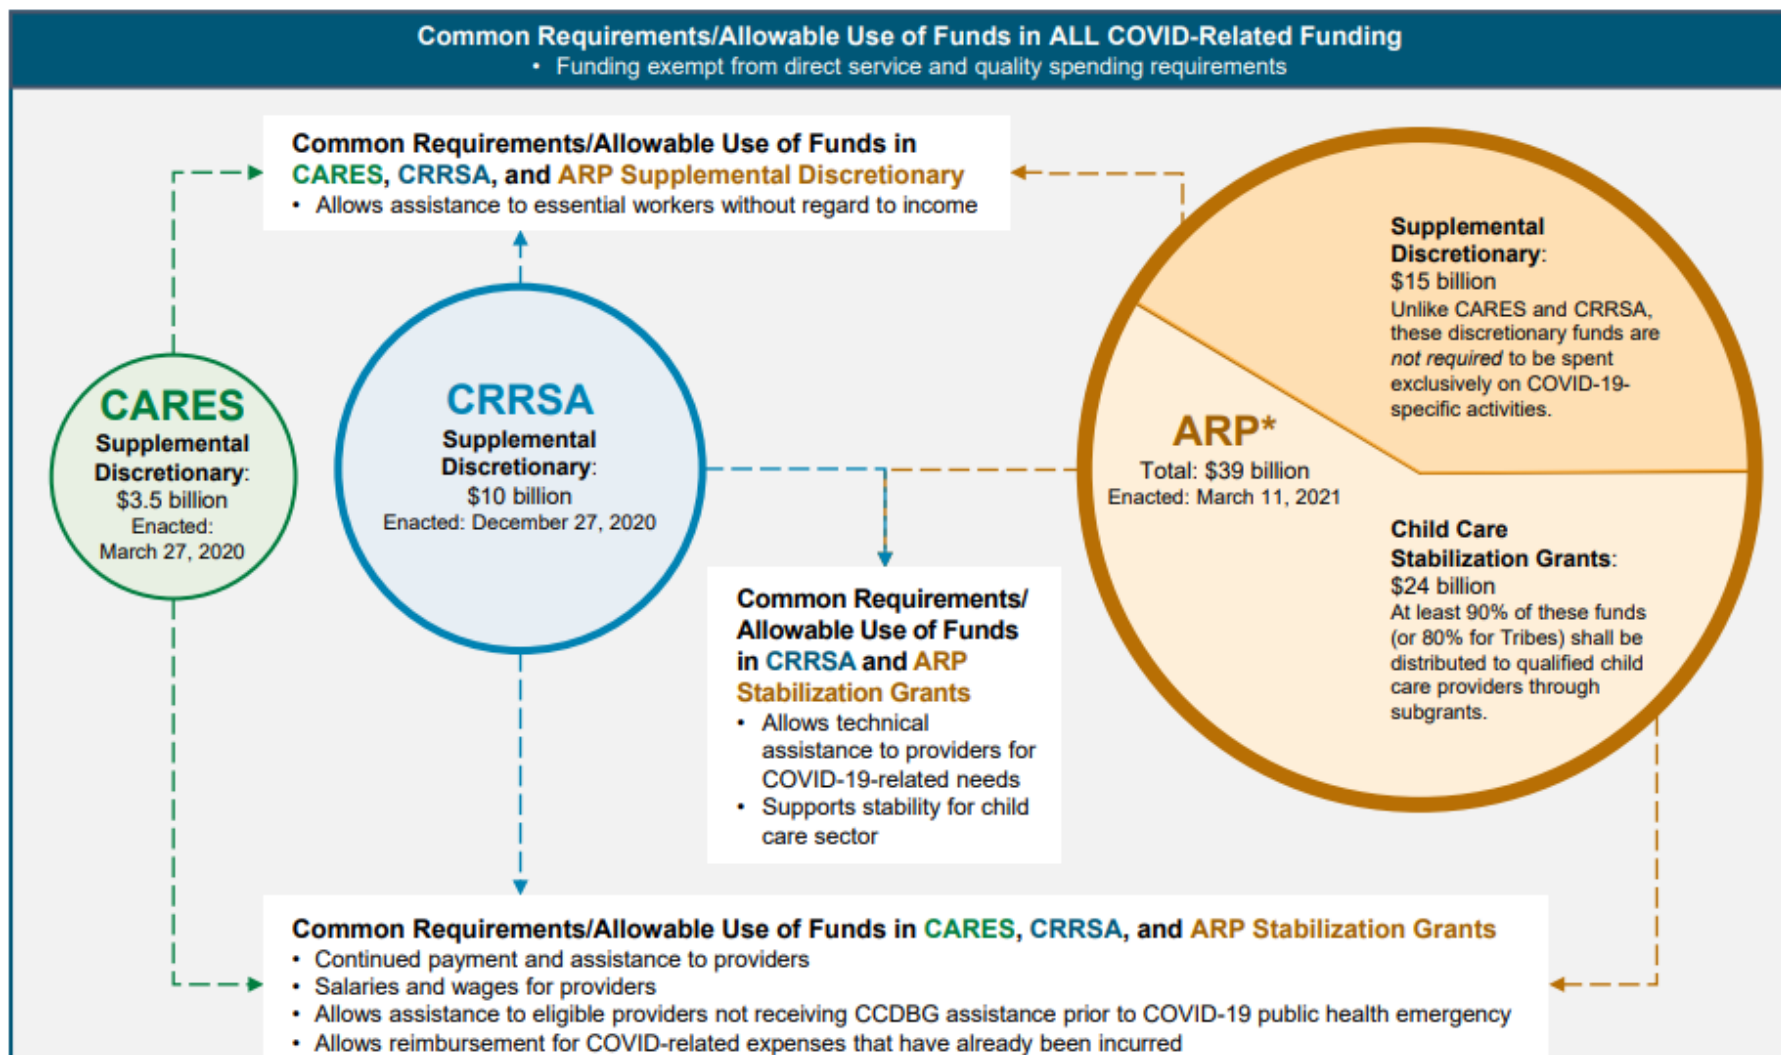 Common Requirements/Allowable Use of Funds in ALL COVID-Related Funding
• Funding exempt from direct service and quality spending requirements
Common Requirements/Allowable Use of Funds in
CARES, CRRSA, and ARP Supplemental Discretionary
• Allows assistance to essential workers without regard to income
CARES
Supplemental
Discretionary:
$3.5 billion
Enacted:
March 27, 2020
CRRSA
Supplemental
Discretionary:
$10 billion
Enacted: December 27, 2020
ARP*
Total: $39 billion
Enacted: March 11, 2021
Supplemental
Discretionary:
$15 billion
Unlike CARES and CRRSA,
these discretionary funds are
not required to be spent
exclusively on COVID-19-
specific activities.
Child Care
Stabilization Grants:
$24 billion
At least 90% of these funds
(or 80% for Tribes) shall be
distributed to qualified child
care providers through
subgrants.
Common Requirements/
Allowable Use of Funds
in CRRSA and ARP
Stabilization Grants
• Allows technical
assistance to providers for
COVID-19-related needs
• Supports stability for child
care sector
Common Requirements/Allowable Use of Funds in CARES, CRRSA, and ARP Stabilization Grants
• Continued payment and assistance to providers
• Salaries and wages for providers
• Allows assistance to eligible providers not receiving CCDBG assistance prior to COVID-19 public health emergency
• Allows reimbursement for COVID-related expenses that have already been incurred